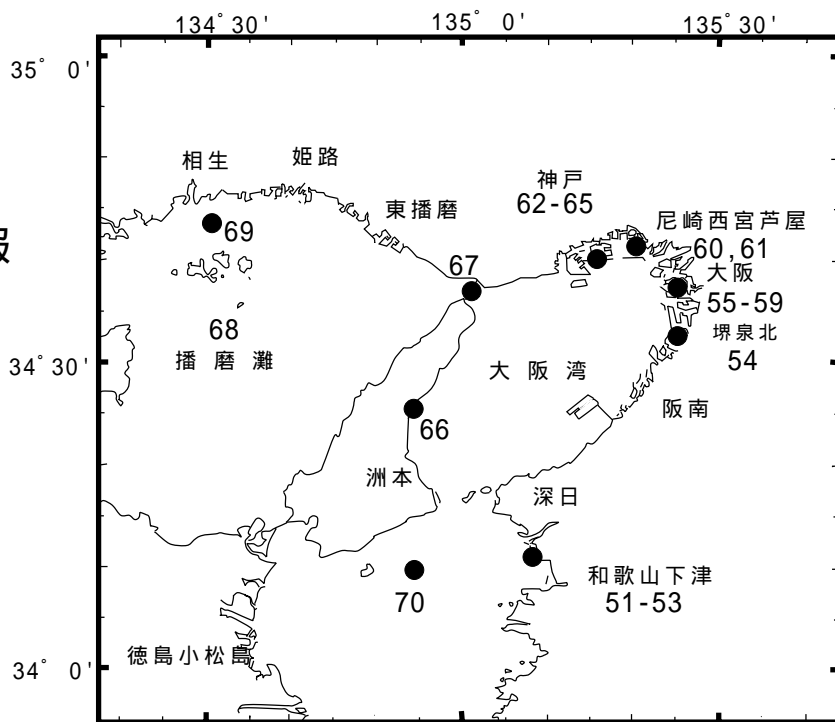 134°30' 135° 0' 135°30'
35° 0'
相生
姫路
神戸
62-65
東播磨
尼崎西宮芦屋
60,61
報
69
67
大阪
55-59
68
播磨灘
堺泉北
54
34°30'
大阪湾
阪南
66
洲本
深日
和歌山下津
51-53
70
徳島小松島
34° 0'